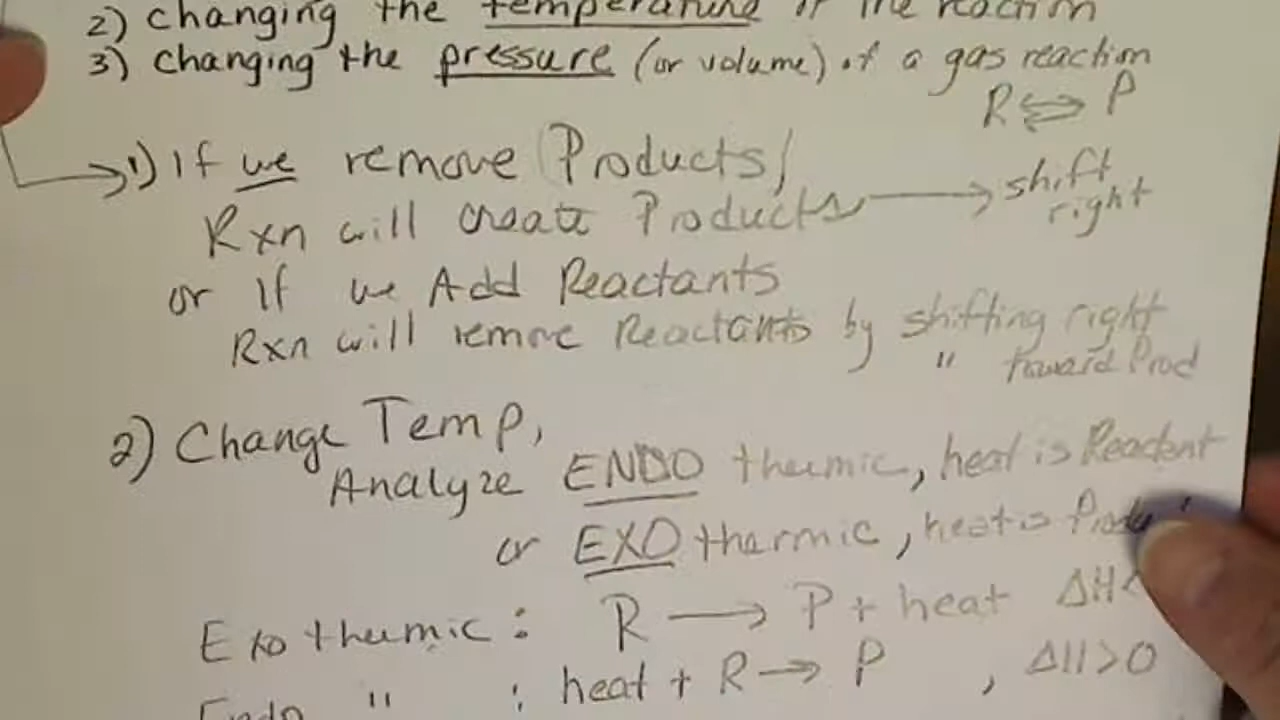 2) changing the temperature of the reaction
3) changing the pressure (or volume) of a gas reaction
R ⇌ P
1) If we remove Products,
Rxn will create Products → shift right
or If we Add Reactants
Rxn will remove Reactants by shifting right
" toward Prod
2) Change Temp,
Analyze ENDO thermic, heat is Reactent
or EXO thermic, heat is
Exothermic : R → P + heat ΔH<
Endo " : heat + R → P , ΔH>0